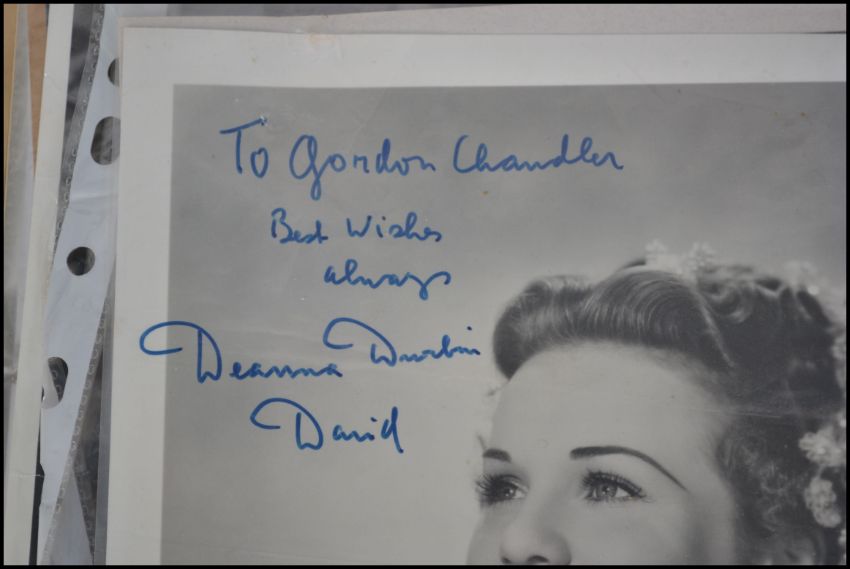 To Gordon Chandler
Best Wishes
always
Deanna Durbin
David